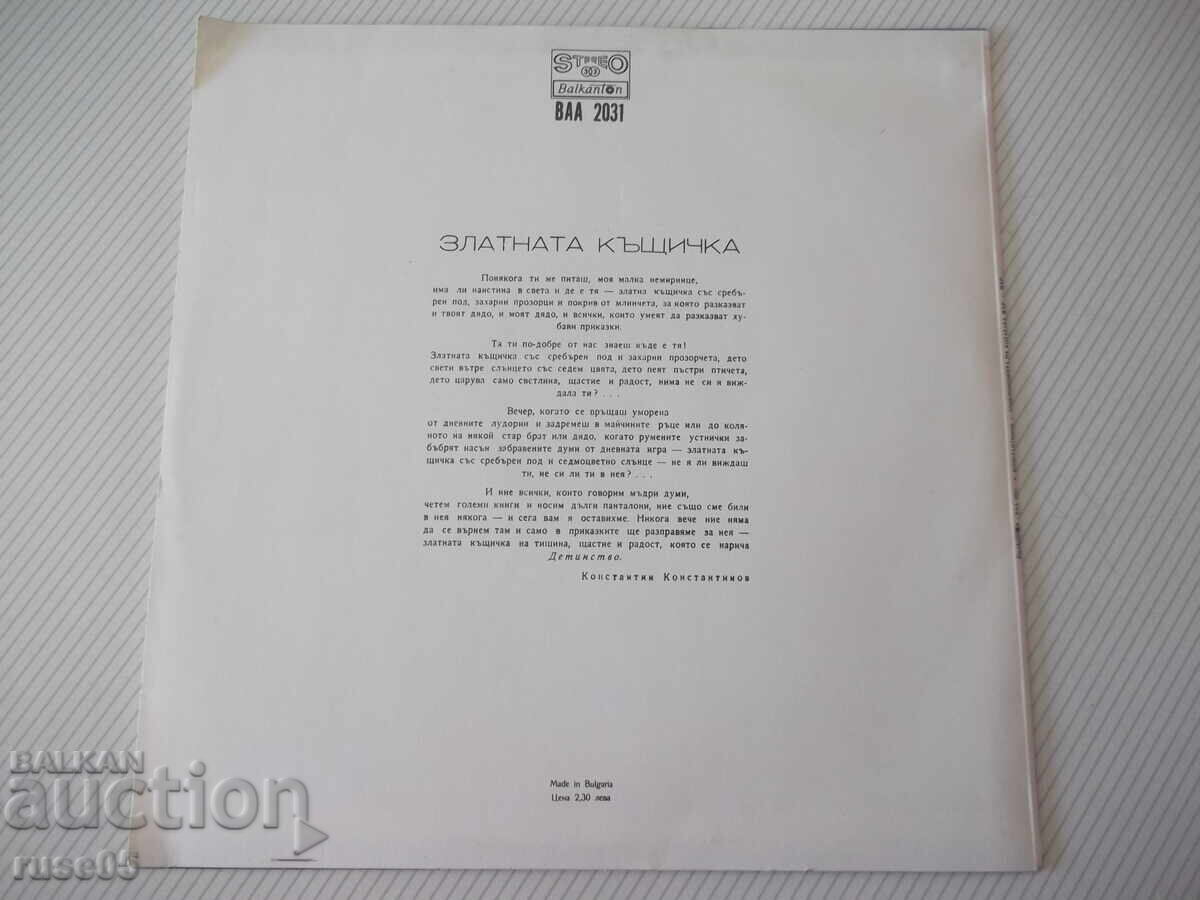 STEREO
33
Balkanton
ВАА 2031
ЗЛАТНАТА КЪЩИЧКА
Понякога ти ме питаш, моя малка немирнице,
има ли наистина в света и де е тя — златна къщичка със сребъ-
рен под, захарни прозорци и покрив от млинчета, за която разказват
и твоят дядо, и моят дядо, и всички, които умеят да разказват ху-
бави приказки.
Та ти по-добре от нас знаеш къде е тя!
Златната къщичка със сребърен под и захарни прозорчета, дето
свети вътре слънцето със седем цвята, дето пеят пъстри птичета,
дето царува само светлина, щастие и радост, нима не си я виж-
дала ти? . . .
Вечер, когато се връщаш уморена
от дневните лудории и задремеш в майчините ръце или до коля-
ното на някой стар брат или дядо, когато румените устнички за-
бъбрят насън забравените думи от дневната игра — златната къ-
щичка със сребърен под и седмоцветно слънце — не я ли виждаш
ти, не си ли ти в нея? . . .
И ние всички, които говорим мъдри думи,
четем големи книги и носим дълги панталони, ние също сме били
в нея някога — и сега вам я оставихме. Никога вече ние няма
да се върнем там и само в приказките ще разправяме за нея —
златната къщичка на тишина, щастие и радост, която се нарича
Детинство.
Константин Константинов
Made in Bulgaria
Цена 2,30 лева
BALKAN
auction
ruse05